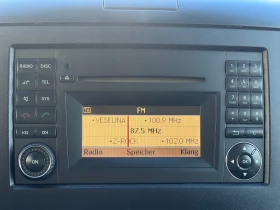 RADIO DISC
TEL
SYS
FM
•VESELINA •100.9 MHz
87.5 MHz
•Z-ROCK •102.0 MHz
Radio Speicher Klang
ON
OK